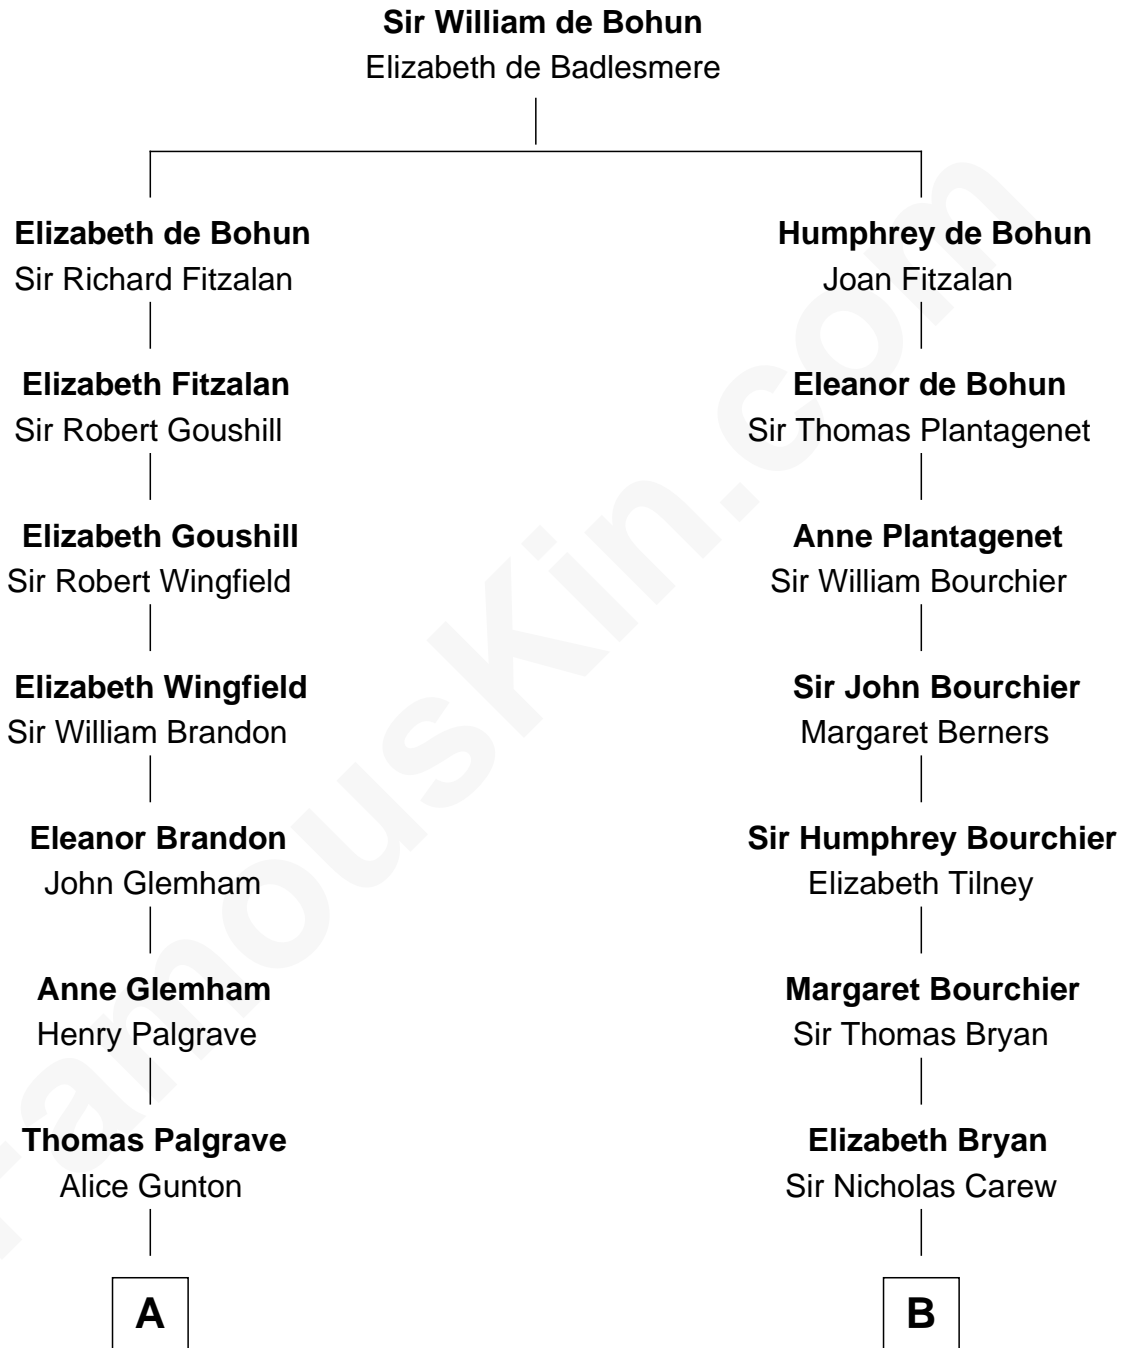 Sir William de Bohun
Elizabeth de Badlesmere
Elizabeth de Bohun
Sir Richard Fitzalan
Humphrey de Bohun
Joan Fitzalan
Elizabeth Fitzalan
Sir Robert Goushill
Eleanor de Bohun
Sir Thomas Plantagenet
Elizabeth Goushill
Sir Robert Wingfield
Anne Plantagenet
Sir William Bourchier
Elizabeth Wingfield
Sir William Brandon
Sir John Bourchier
Margaret Berners
Eleanor Brandon
John Glemham
Sir Humphrey Bourchier
Elizabeth Tilney
Anne Glemham
Henry Palgrave
Margaret Bourchier
Sir Thomas Bryan
Thomas Palgrave
Alice Gunton
Elizabeth Bryan
Sir Nicholas Carew
A
B
FamousKin.com